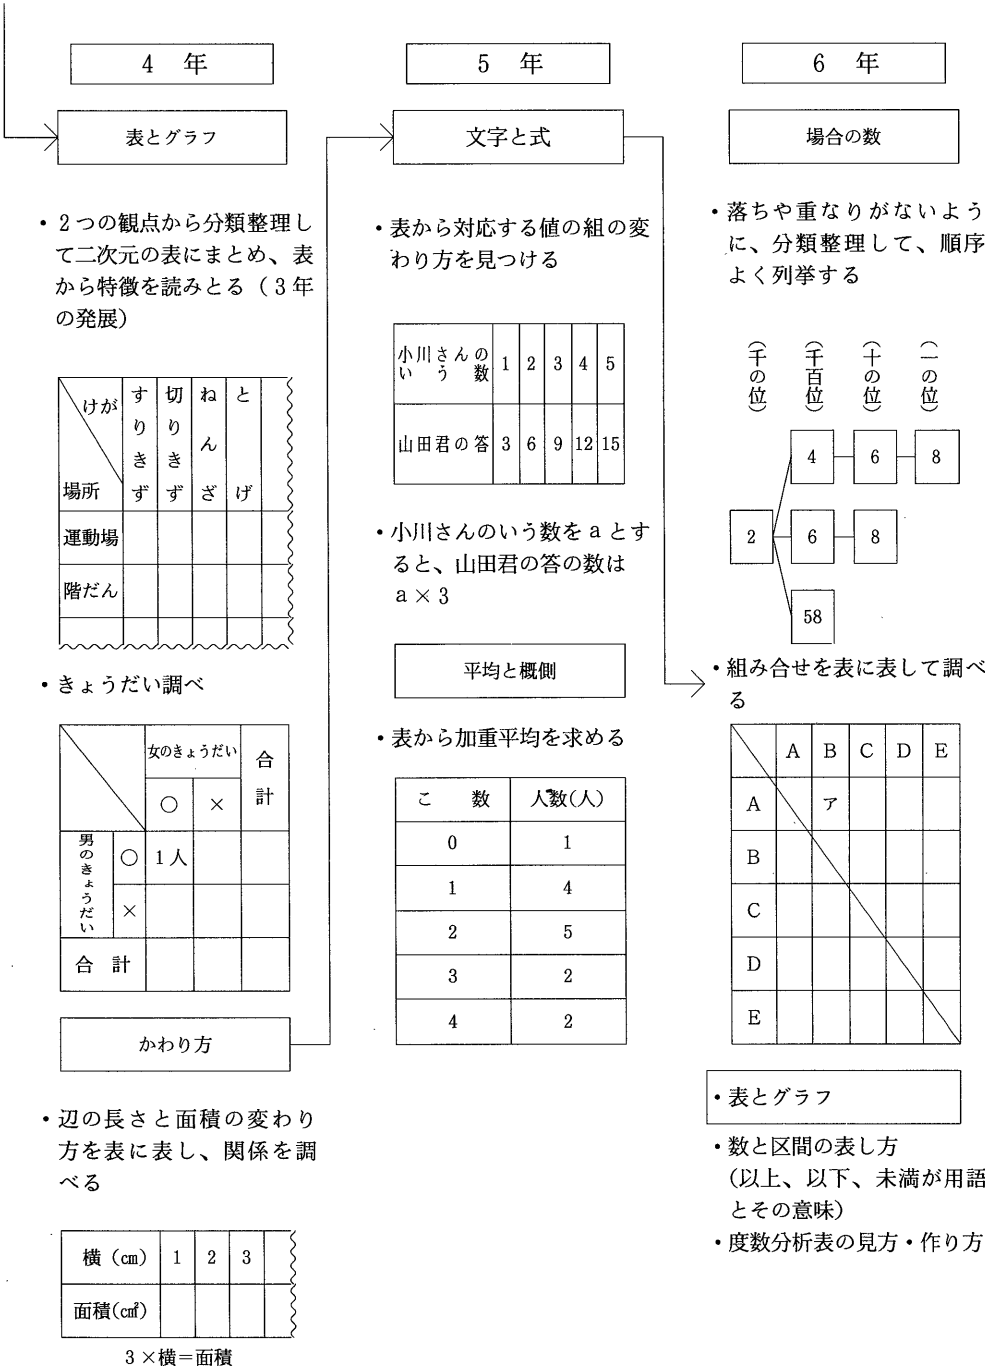 4 年
表とグラフ
・2つの観点から分類整理し
て二次元の表にまとめ、表
から特徴を読みとる（3年
の発展）
けが
場所
すりきず
切りきず
ねんざ
とげ
運動場
階だん
・きょうだい調べ
女のきょうだい
合計
○ ×
男のきょうだい
○ 1人
×
合 計
かわり方
・辺の長さと面積の変わり
方を表に表し、関係を調
べる
横（cm） 1 2 3
面積（c㎡）
3×横＝面積
5 年
文字と式
・表から対応する値の組の変
わり方を見つける
小川さんの
いう数 1 2 3 4 5
山田君の答 3 6 9 12 15
・小川さんのいう数をaとす
ると、山田君の答の数は
a×3
平均と概側
・表から加重平均を求める
こ 数 人数(人)
0 1
1 4
2 5
3 2
4 2
6 年
場合の数
・落ちや重なりがないよう
に、分類整理して、順序
よく列挙する
（千の位）
（千百位）
（十の位）
（一の位）
4 6 8
2 6 8
58
・組み合せを表に表して調べ
る
A B C D E
A ア
B
C
D
E
・表とグラフ
・数と区間の表し方
（以上、以下、未満が用語
とその意味）
・度数分析表の見方・作り方